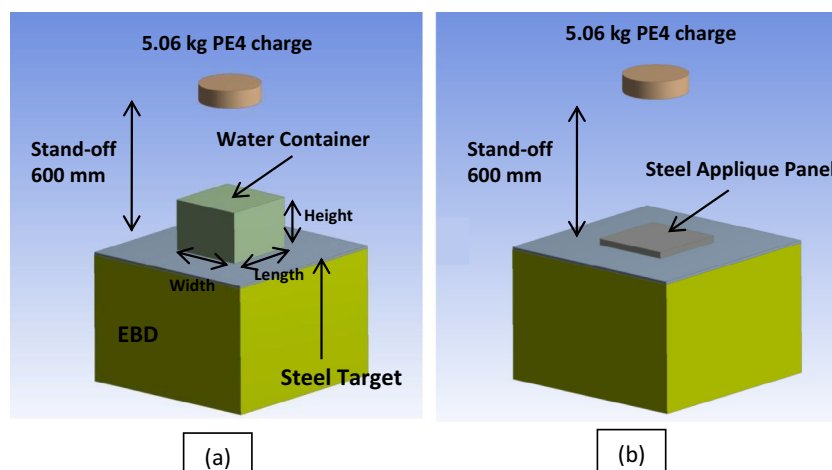 5.06 kg PE4 charge
Water Container
Stand-off
600 mm
Height
Length
Width
EBD
Steel Target
(a)
5.06 kg PE4 charge
Stand-off
600 mm
Steel Applique Panel
(b)